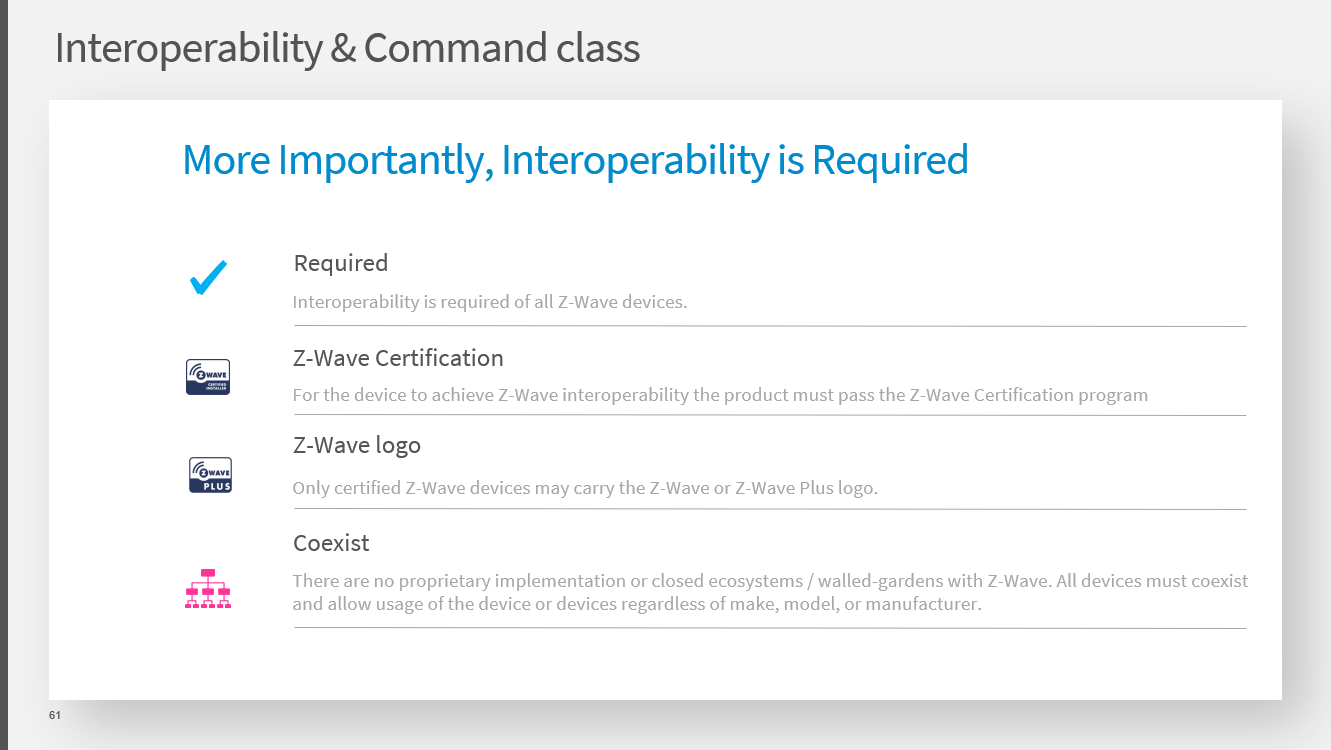 Interoperability & Command class
More Importantly, Interoperability is Required
Required
Interoperability is required of all Z-Wave devices.
Z-Wave Certification
Z WAVE
CERTIFIED
INSTALLER
For the device to achieve Z-Wave interoperability the product must pass the Z-Wave Certification program
Z-Wave logo
Z WAVE
PLUS
Only certified Z-Wave devices may carry the Z-Wave or Z-Wave Plus logo.
Coexist
There are no proprietary implementation or closed ecosystems / walled-gardens with Z-Wave. All devices must coexist
and allow usage of the device or devices regardless of make, model, or manufacturer.
61